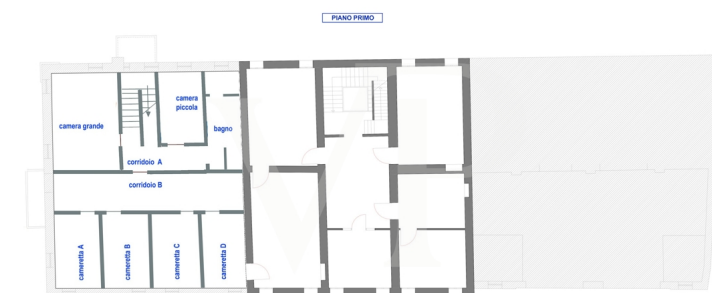 PIANO PRIMO
camera grande
camera
piccola
bagno
corridoio A
corridoio B
cameretta A
cameretta B
cameretta C
cameretta D